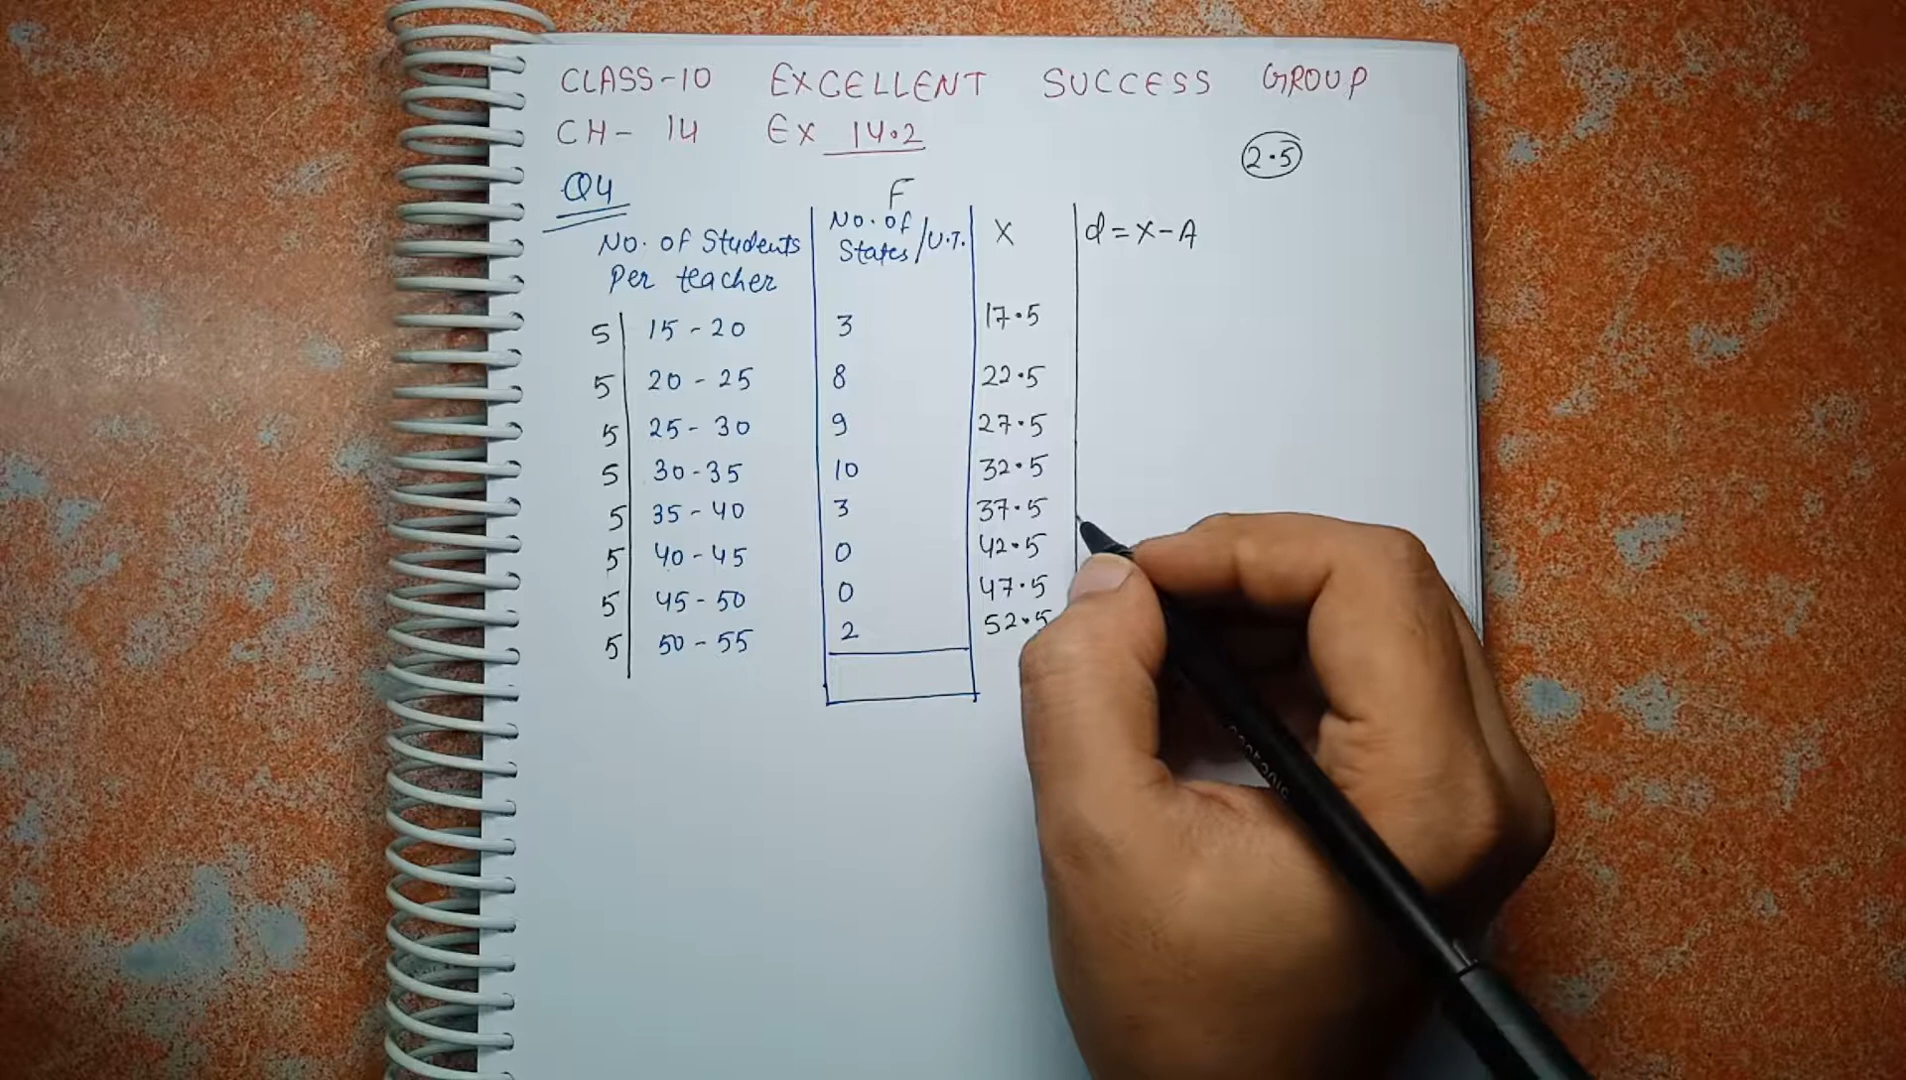 CLASS-10 EXCELLENT SUCCESS GROUP
CH- 14 EX 14.2
2.5
Q4
F
No. of Students Per teacher | No. of States/U.T. | X | d = x - A
5 | 15 - 20 | 3 | 17.5
5 | 20 - 25 | 8 | 22.5
5 | 25 - 30 | 9 | 27.5
5 | 30 - 35 | 10 | 32.5
5 | 35 - 40 | 3 | 37.5
5 | 40 - 45 | 0 | 42.5
5 | 45 - 50 | 0 | 47.5
5 | 50 - 55 | 2 | 52.5